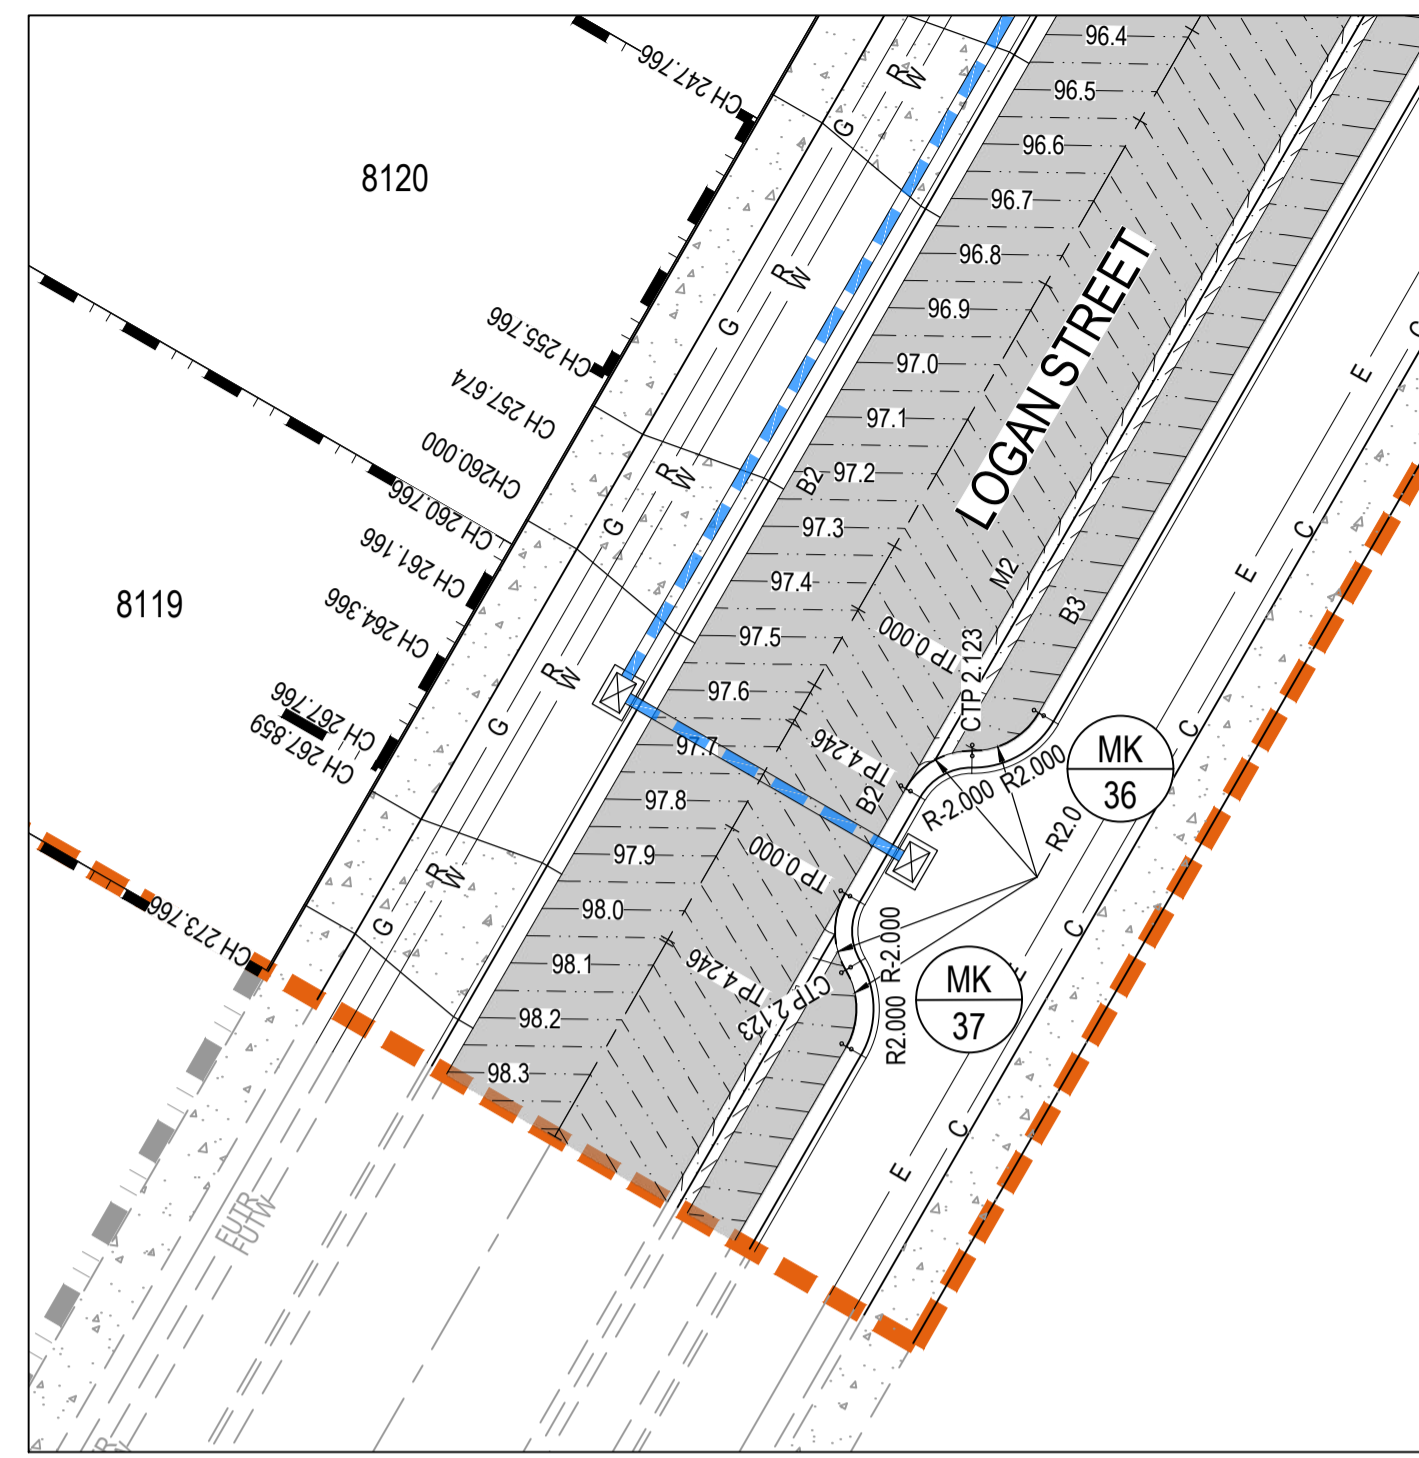 96.4
96.5
96.6
96.7
96.8
96.9
97.0
97.1
97.2
97.3
97.4
97.5
97.6
97.7
97.8
97.9
98.0
98.1
98.2
98.3
LOGAN STREET
8120
8119
CH 247.766
CH 255.766
CH 257.674
CH260.000
CH 260.766
CH 261.166
CH 264.366
CH 267.766
CH 267.859
CH 273.766
R
W
G
R
W
G
R
W
G
R
W
G
R
W
G
B2
M2
B3
B2
TP 0.000
CTP 2.123
TP 4.246
R-2.000
R2.000
R2.0
MK
36
TP 0.000
TP 4.246
CTP 2.123
R-2.000
R2.000
MK
37
E
C
E
C
C
E
C
E
C
E
FUTR
FUTW
R
W